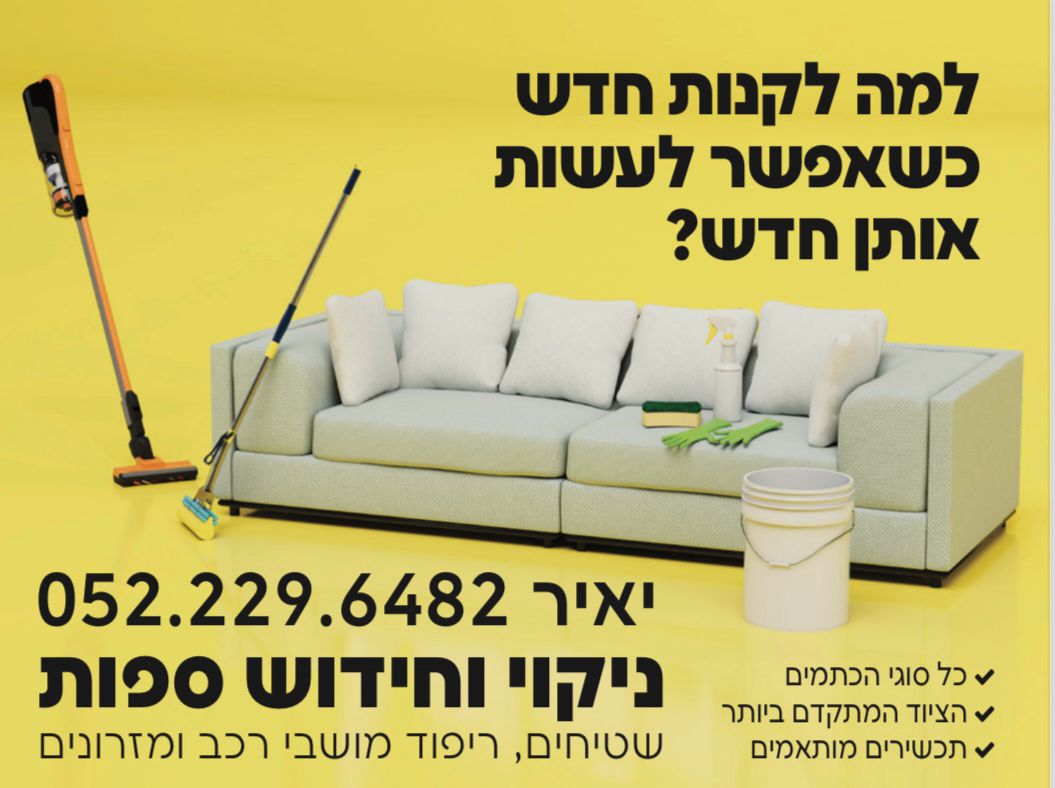 למה לקנות חדש
כשאפשר לעשות
אותן חדש?
יאיר 052.229.6482
ניקוי וחידוש ספות
שטיחים, ריפוד מושבי רכב ומזרונים
✔ כל סוגי הכתמים
✔ הציוד המתקדם ביותר
✔ תכשירים מותאמים